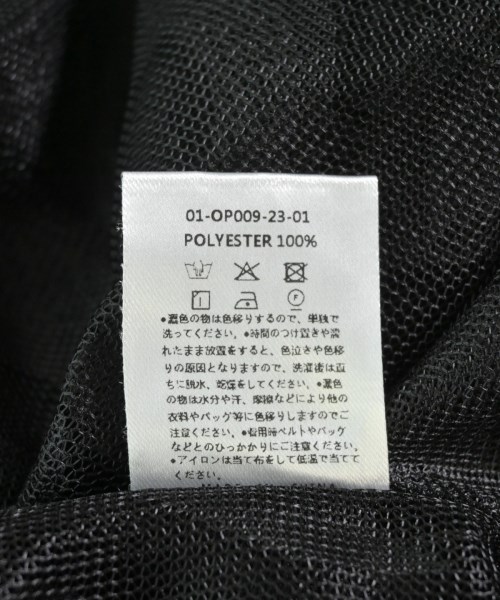 01-OP009-23-01
POLYESTER 100%
●濃色の物は色移りするので、単独で
洗ってください。●時間のつけ置きや濡
れたまま放置をすると、色泣きや色移
りの原因となりますので、洗濯後は直
ちに脱水、乾燥をしてください。●濃色
の物は水分や汗、摩擦などにより他の
衣料やバッグ等に色移りしますのでご
注意ください。●着用時ベルトやバッグ
などとのひっかかりにご注意ください。
●アイロンは当て布をして低温で当てて
ください。